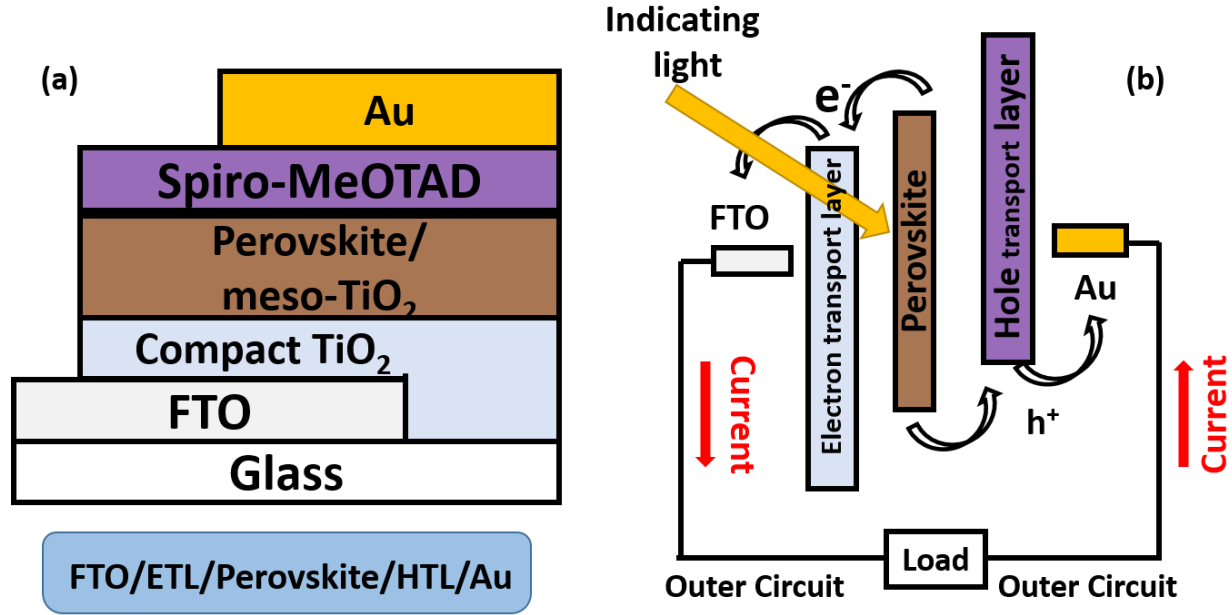 (a)
Au
Spiro-MeOTAD
Perovskite/
meso-TiO₂
Compact TiO₂
FTO
Glass
FTO/ETL/Perovskite/HTL/Au
Indicating
light
(b)
e⁻
FTO
Electron transport layer
Perovskite
Hole transport layer
Au
h⁺
Current
Current
Load
Outer Circuit
Outer Circuit